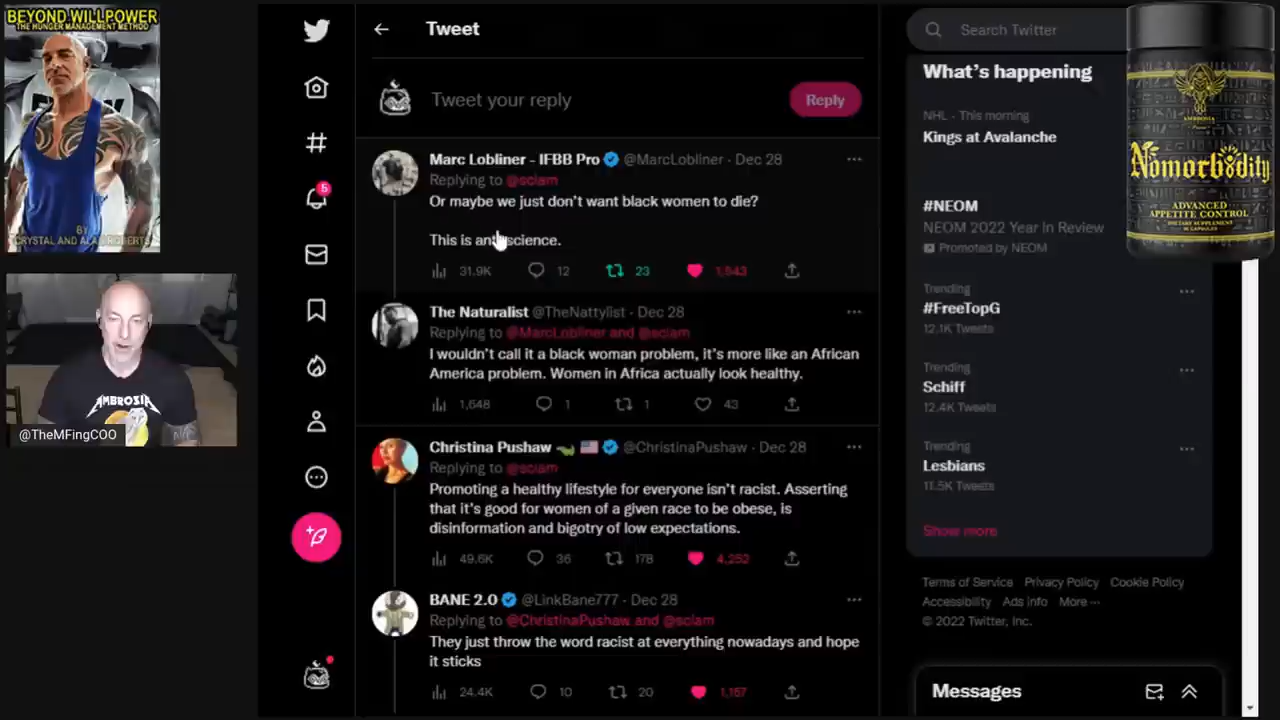 BEYOND WILLPOWER
THE HUNGER MANAGEMENT METHOD
BY
CRYSTAL AND ALAN ROBERTS
AMBROSIA
@TheMFingCOO
5
Tweet
Tweet your reply
Reply
Marc Lobliner - IFBB Pro @MarcLobliner · Dec 28
Replying to @sciam
Or maybe we just don't want black women to die?
This is science.
31.9K 12 23 1,543
The Naturalist @TheNattylist · Dec 28
Replying to @MarcLobliner and @sciam
I wouldn't call it a black woman problem, it's more like an African
America problem. Women in Africa actually look healthy.
1,648 1 1 43
Christina Pushaw @ChristinaPushaw · Dec 28
Replying to @sciam
Promoting a healthy lifestyle for everyone isn't racist. Asserting
that it's good for women of a given race to be obese, is
disinformation and bigotry of low expectations.
49.6K 36 178 4,252
BANE 2.0 @LinkBane777 · Dec 28
Replying to @ChristinaPushaw and @sciam
They just throw the word racist at everything nowadays and hope
it sticks
24.4K 10 20 1,157
Search Twitter
What's happening
NHL · This morning
Kings at Avalanche
#NEOM
NEOM 2022 Year In Review
Promoted by NEOM
Trending
#FreeTopG
12.1K Tweets
Trending
Schiff
12.4K Tweets
Trending
Lesbians
11.5K Tweets
Show more
Terms of Service Privacy Policy Cookie Policy
Accessibility Ads info More ···
© 2022 Twitter, Inc.
Messages
AMBROSIA
Nomorbidity
ADVANCED
APPETITE CONTROL
DIETARY SUPPLEMENT